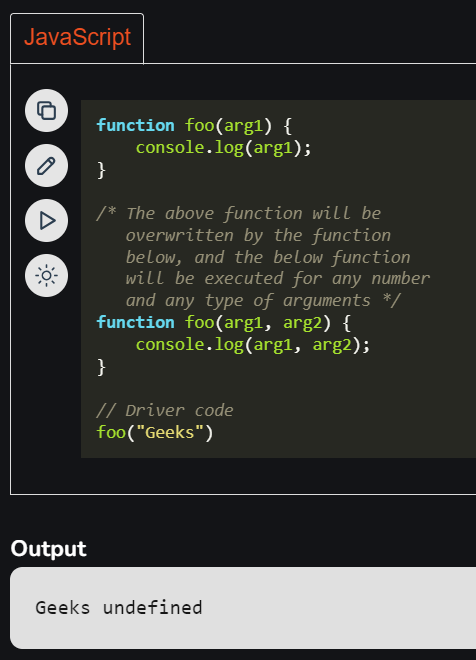 JavaScript
function foo(arg1) {
    console.log(arg1);
}

/* The above function will be
   overwritten by the function
   below, and the below function
   will be executed for any number
   and any type of arguments */
function foo(arg1, arg2) {
    console.log(arg1, arg2);
}

// Driver code
foo("Geeks")
Output
Geeks undefined